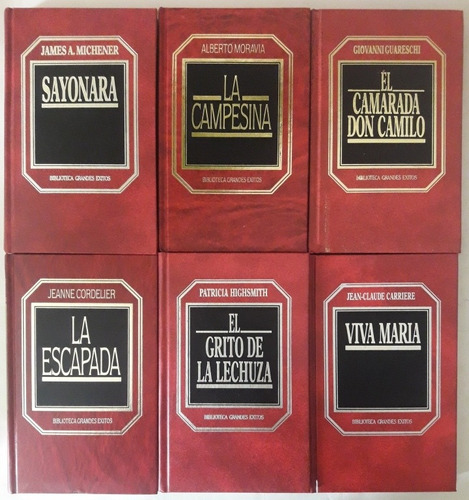 JAMES A. MICHENER
SAYONARA
BIBLIOTECA GRANDES EXITOS
ALBERTO MORAVIA
LA
CAMPESINA
BIBLIOTECA GRANDES EXITOS
GIOVANNI GUARESCHI
EL
CAMARADA
DON CAMILO
BIBLIOTECA GRANDES EXITOS
JEANNE CORDELIER
LA
ESCAPADA
BIBLIOTECA GRANDES EXITOS
PATRICIA HIGHSMITH
EL
GRITO DE
LA LECHUZA
BIBLIOTECA GRANDES EXITOS
JEAN-CLAUDE CARRIERE
VIVA MARIA
BIBLIOTECA GRANDES EXITOS